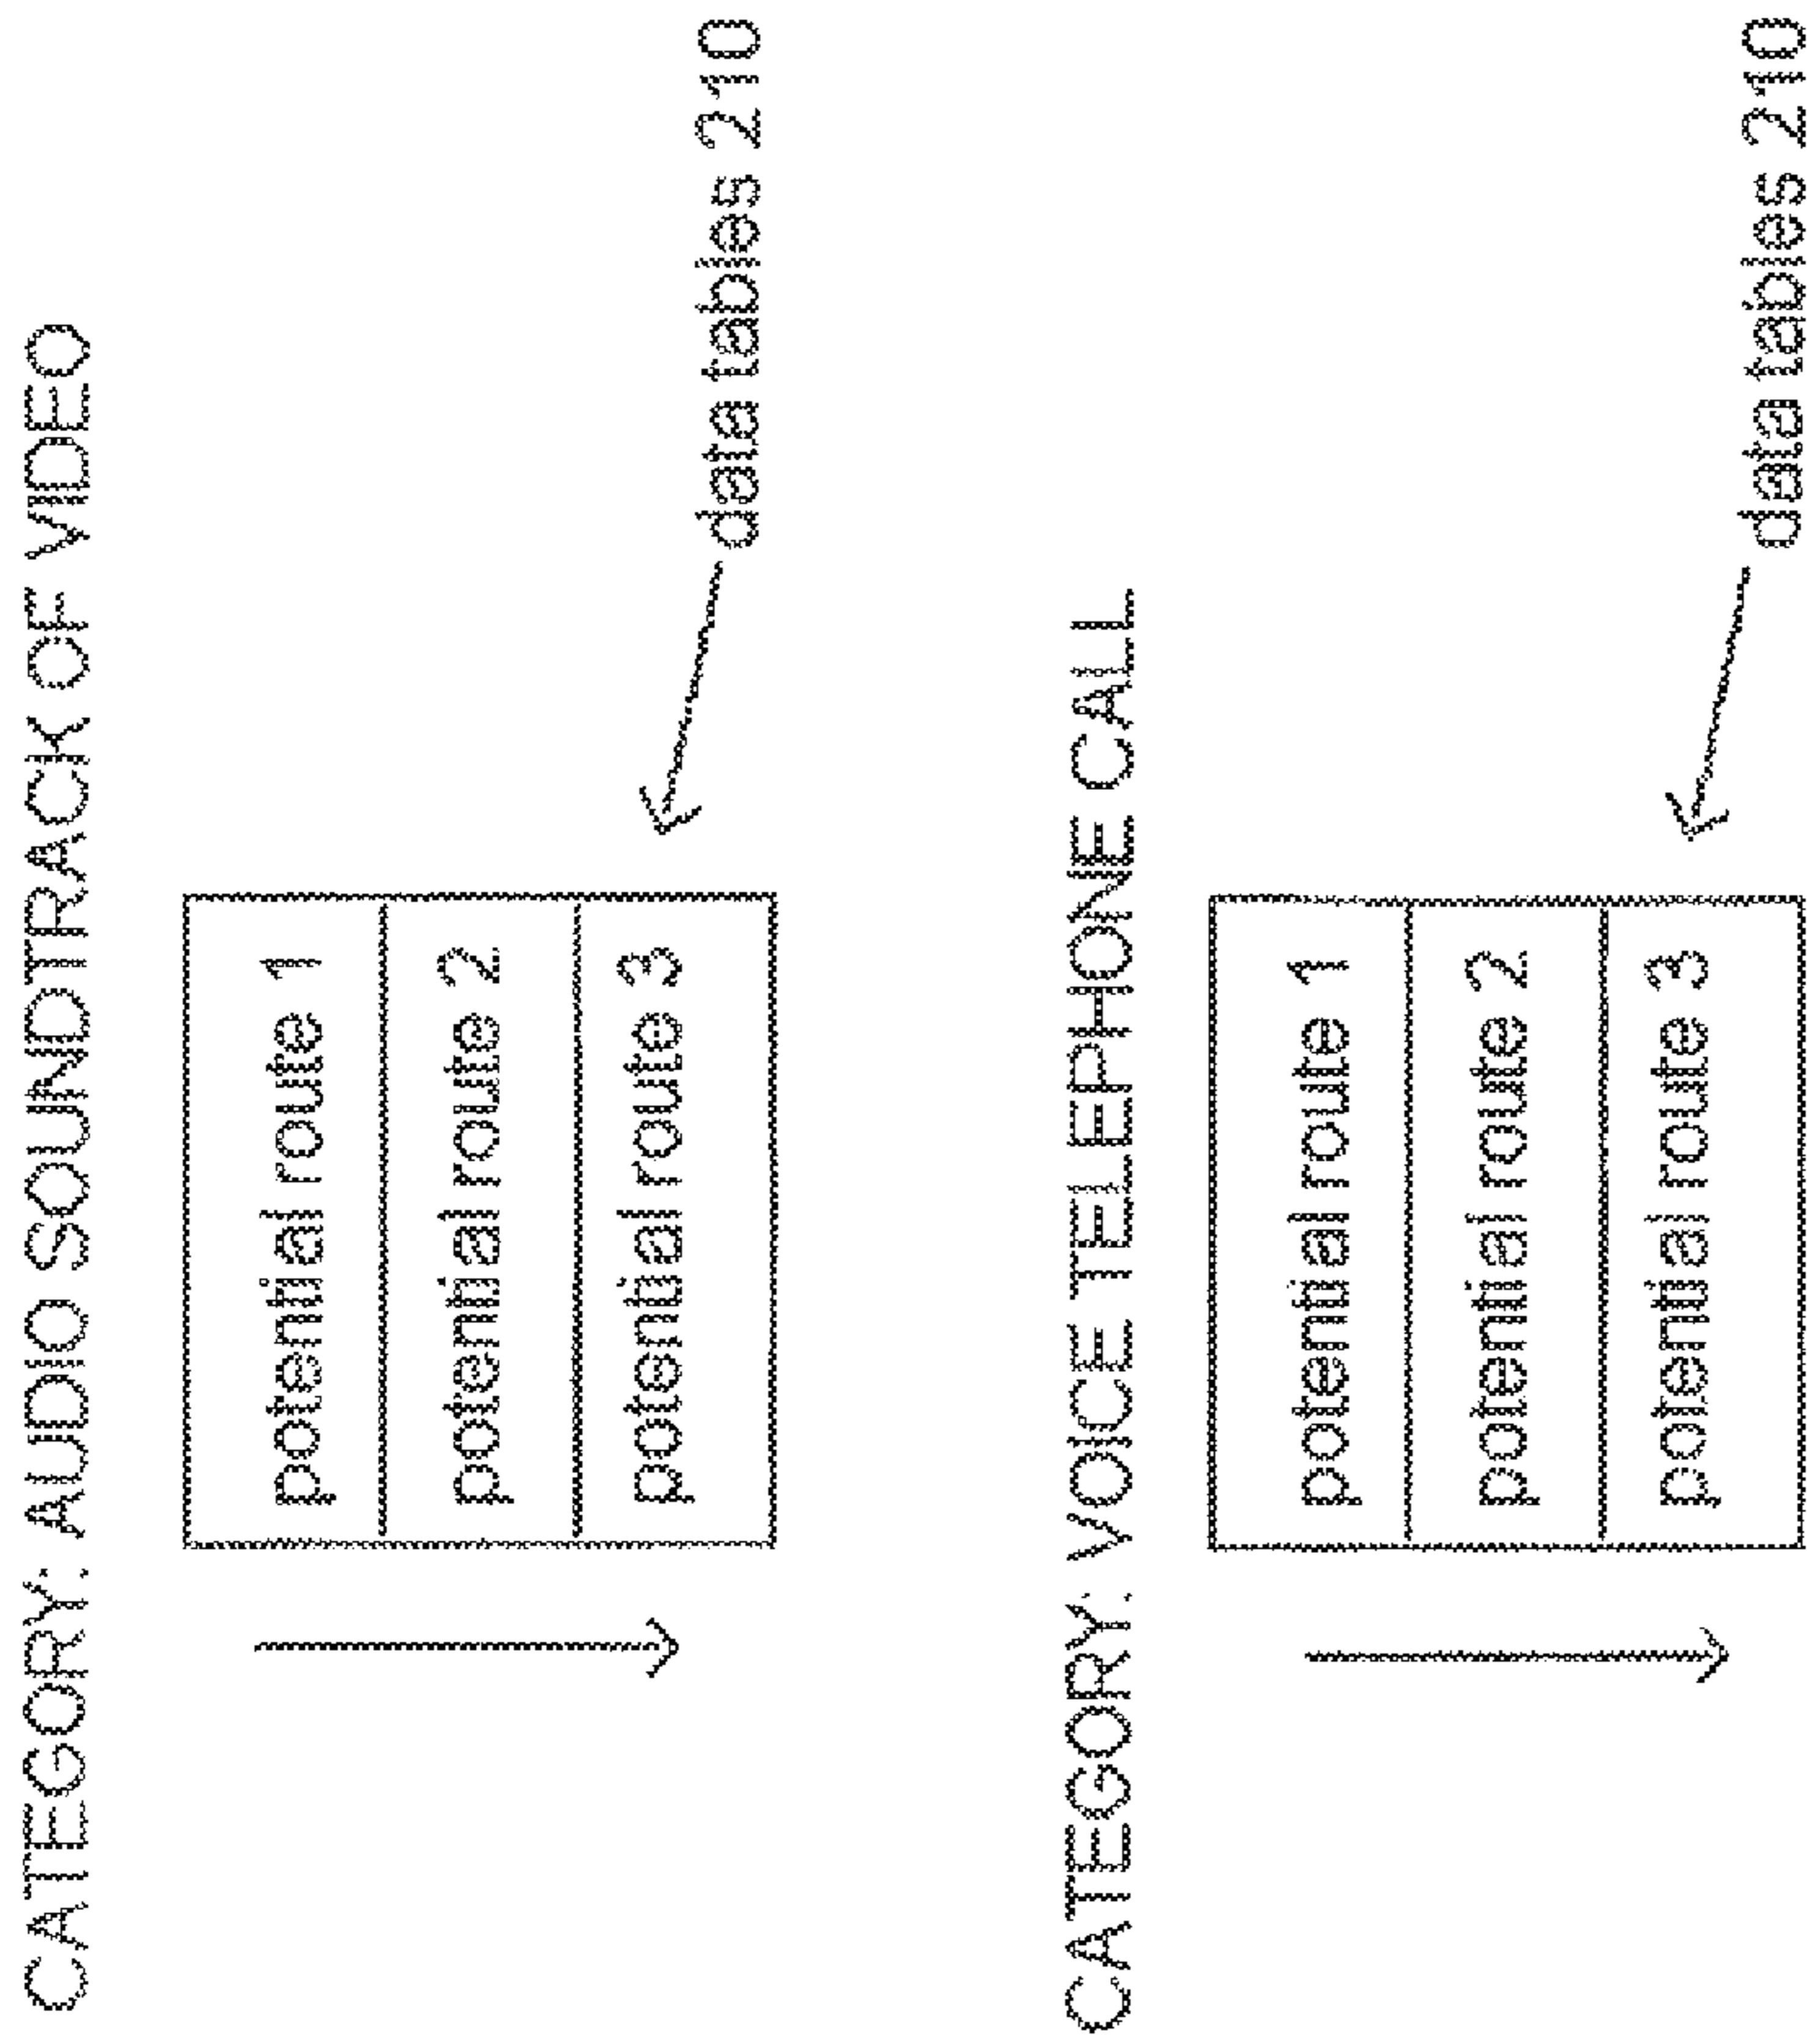 CATEGORY: AUDIO SOUNDTRACK OF VIDEO
potential route 1
potential route 2
potential route 3
data tables 210
CATEGORY: VOICE TELEPHONE CALL
potential route 1
potential route 2
potential route 3
data tables 210